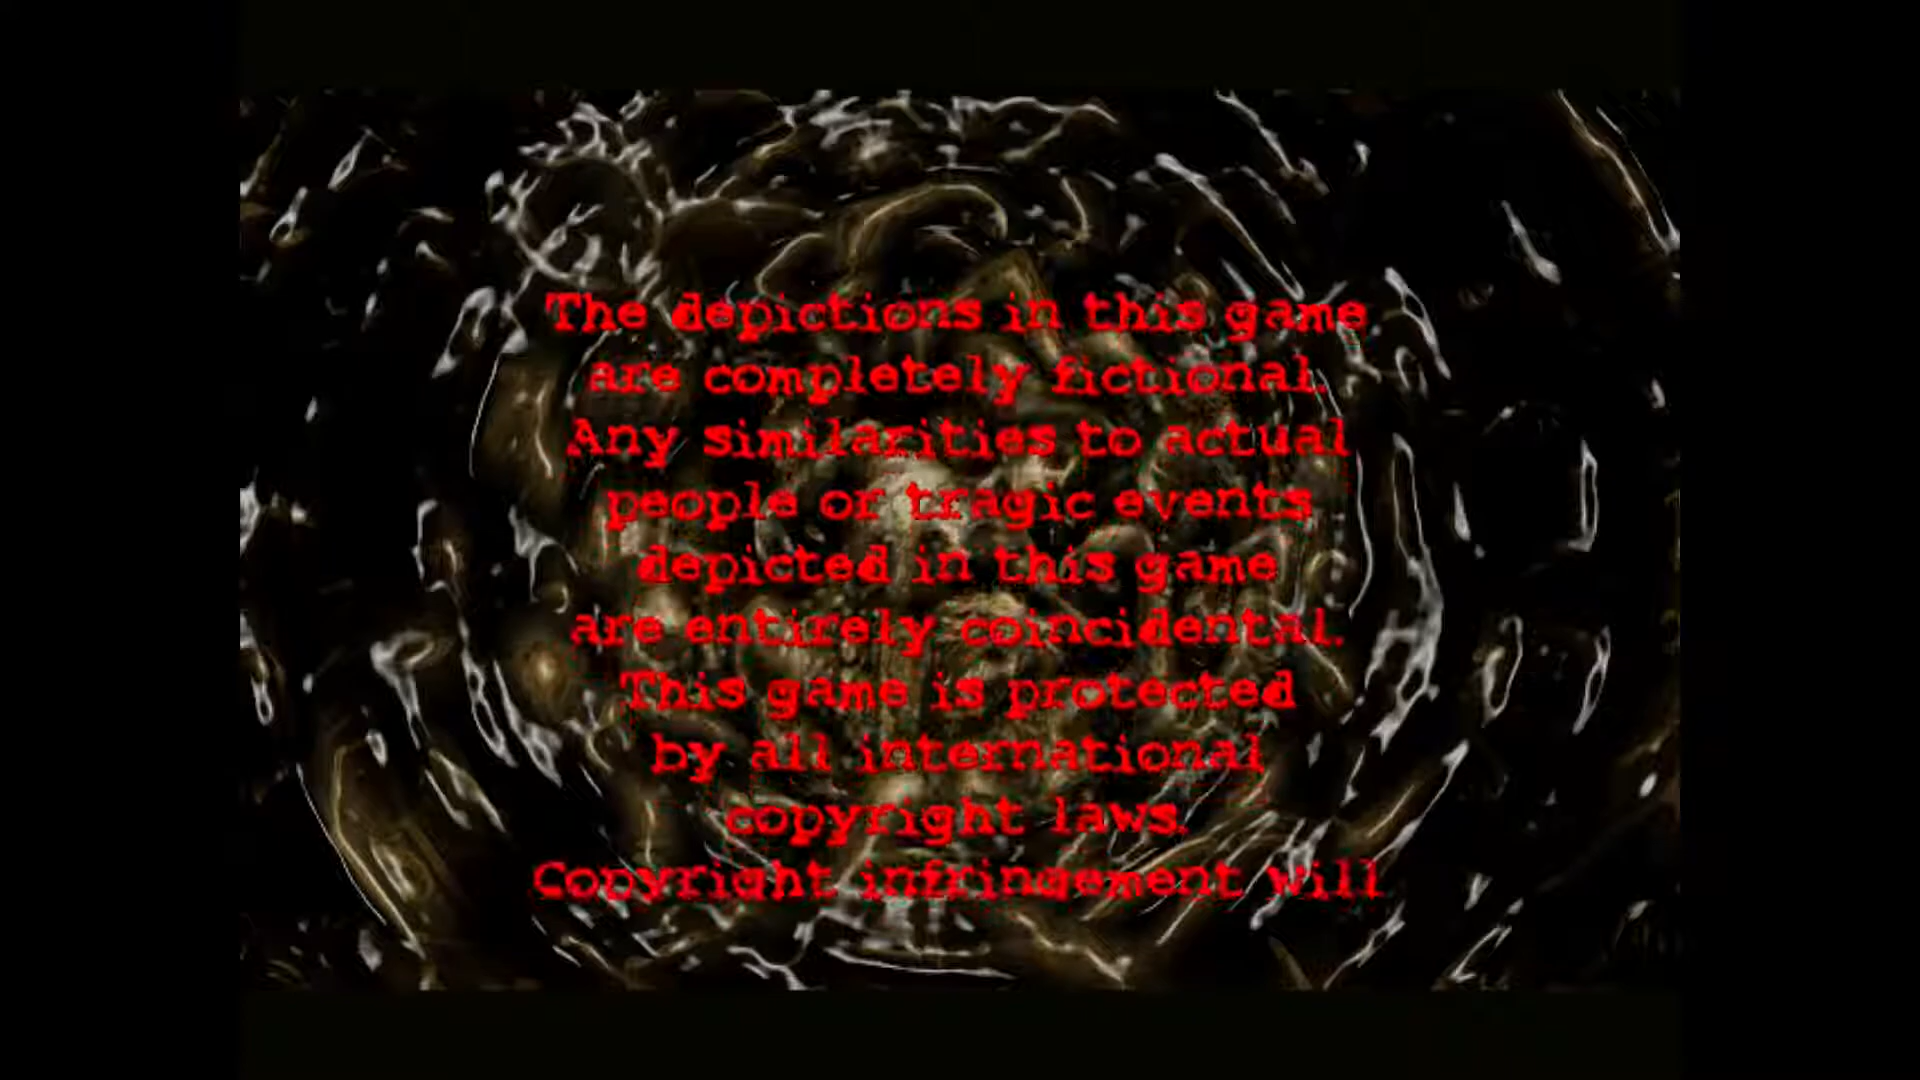 The depictions in this game
are completely fictional.
Any similarities to actual
people or tragic events
depicted in this game
are entirely coincidental.
This game is protected
by all international
copyright laws.
Copyright infringement will